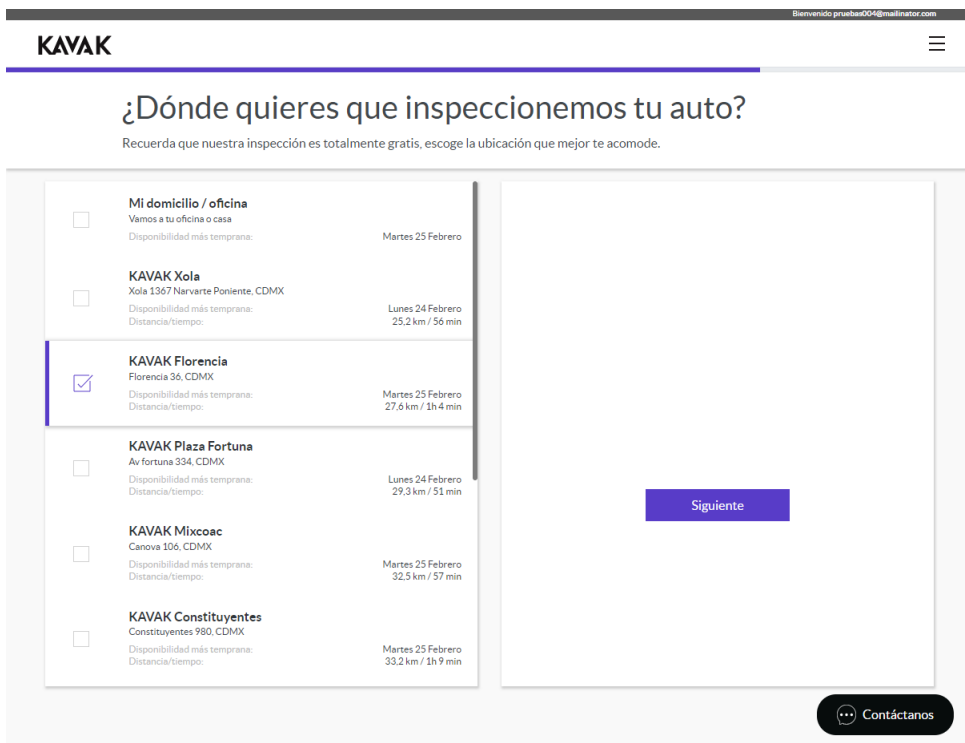 Bienvenido pruebas004@mailinator.com
KAVAK
¿Dónde quieres que inspeccionemos tu auto?
Recuerda que nuestra inspección es totalmente gratis, escoge la ubicación que mejor te acomode.
Mi domicilio / oficina
Vamos a tu oficina o casa
Disponibilidad más temprana: Martes 25 Febrero
KAVAK Xola
Xola 1367 Narvarte Poniente, CDMX
Disponibilidad más temprana: Lunes 24 Febrero
Distancia/tiempo: 25,2 km / 56 min
KAVAK Florencia
Florencia 36, CDMX
Disponibilidad más temprana: Martes 25 Febrero
Distancia/tiempo: 27,6 km / 1h 4 min
KAVAK Plaza Fortuna
Av fortuna 334, CDMX
Disponibilidad más temprana: Lunes 24 Febrero
Distancia/tiempo: 29,3 km / 51 min
KAVAK Mixcoac
Canova 106, CDMX
Disponibilidad más temprana: Martes 25 Febrero
Distancia/tiempo: 32,5 km / 57 min
KAVAK Constituyentes
Constituyentes 980, CDMX
Disponibilidad más temprana: Martes 25 Febrero
Distancia/tiempo: 33,2 km / 1h 9 min
Siguiente
Contáctanos